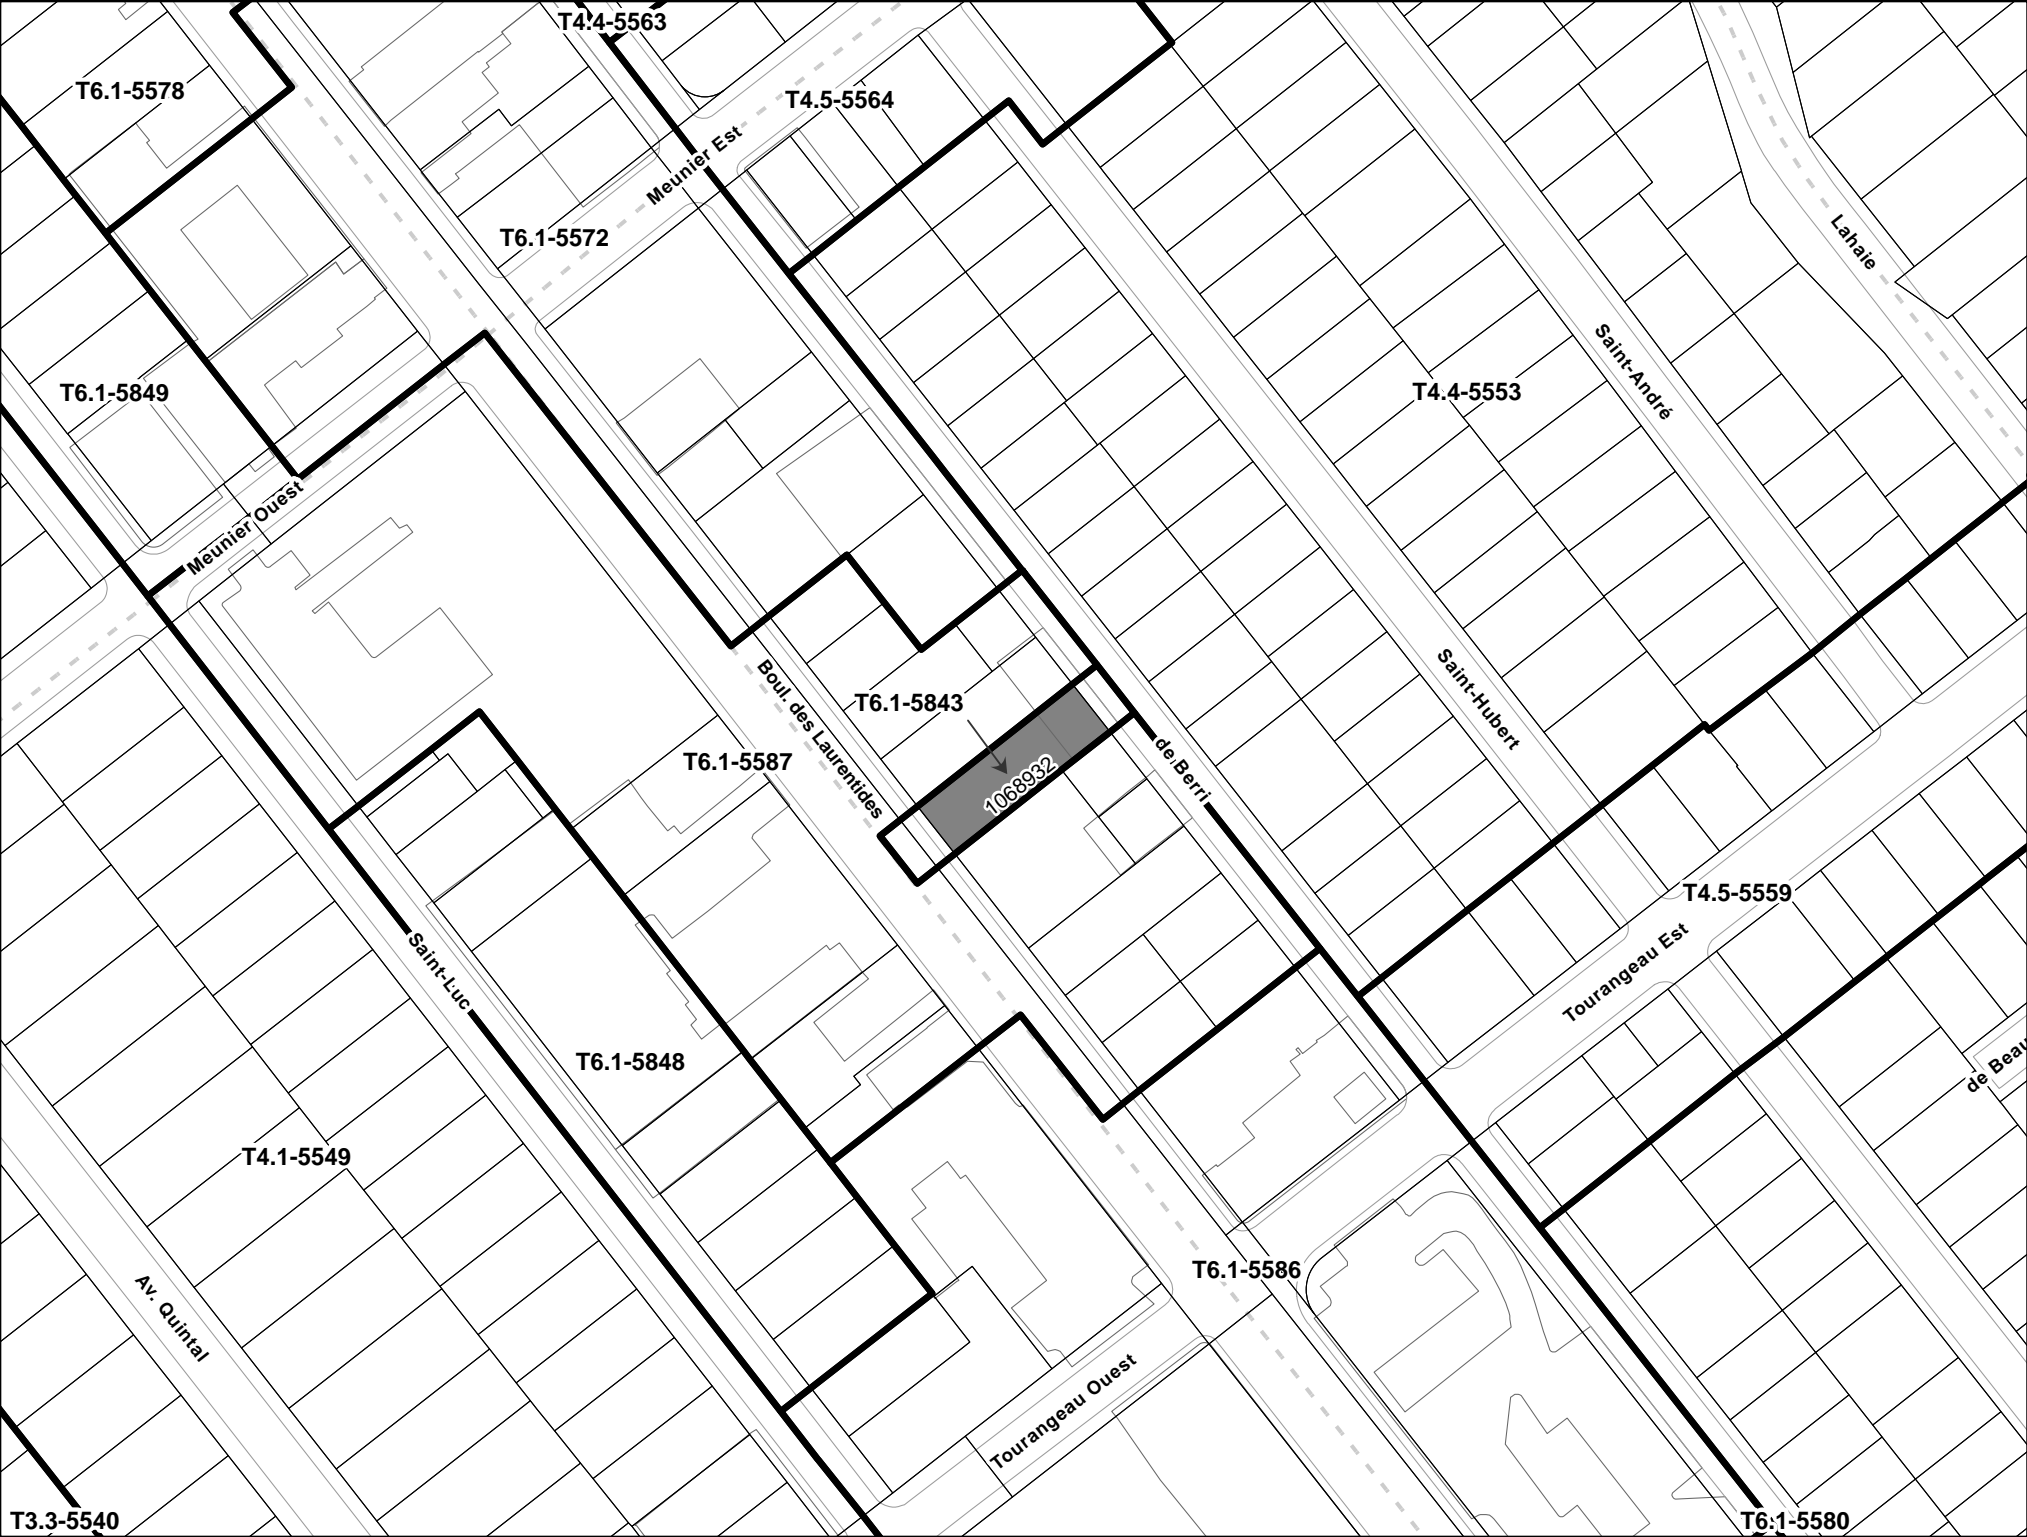 T4.4-5563
T6.1-5578
T4.5-5564
Meunier Est
T6.1-5572
Lahaie
T6.1-5849
T4.4-5553
Saint-André
Meunier Ouest
Saint-Hubert
T6.1-5843
Boul. des Laurentides
T6.1-5587
de Berri
1068932
T4.5-5559
Tourangeau Est
Saint-Luc
T6.1-5848
de Beau
T4.1-5549
T6.1-5586
Av. Quintal
Tourangeau Ouest
T3.3-5540
T6.1-5580